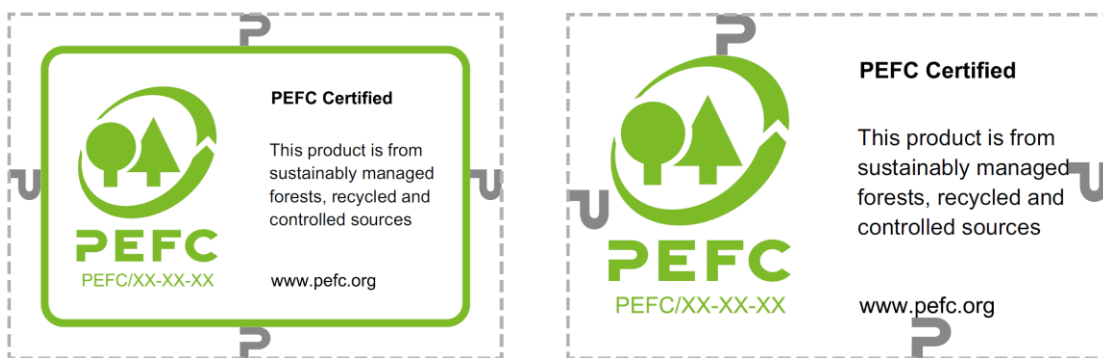 P
PEFC Certified
This product is from
sustainably managed
forests, recycled and
controlled sources
P
P
PEFC
PEFC/XX-XX-XX
www.pefc.org
P
P
PEFC Certified
This product is from
sustainably managed
forests, recycled and
controlled sources
P
P
PEFC
PEFC/XX-XX-XX
www.pefc.org
P